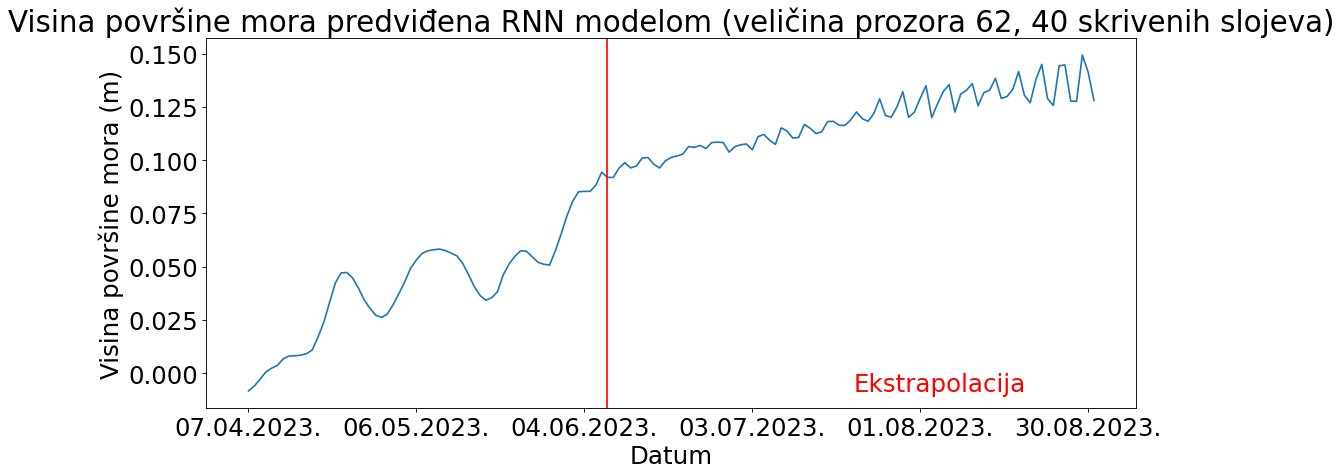 Visina površine mora predviđena RNN modelom (veličina prozora 62, 40 skrivenih slojeva)
Visina površine mora (m)
0.150
0.125
0.100
0.075
0.050
0.025
0.000
Ekstrapolacija
07.04.2023. 06.05.2023. 04.06.2023. 03.07.2023. 01.08.2023. 30.08.2023.
Datum